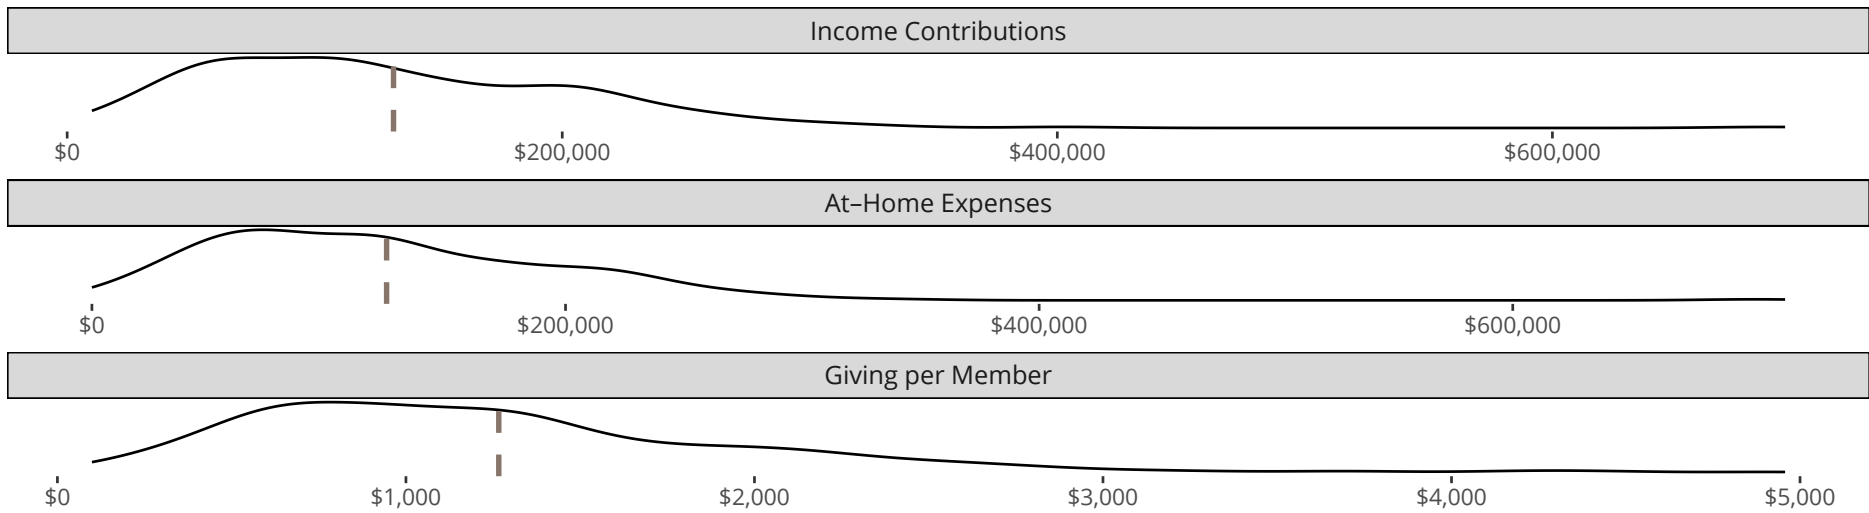 Income Contributions
$0 $200,000 $400,000 $600,000
At–Home Expenses
$0 $200,000 $400,000 $600,000
Giving per Member
$0 $1,000 $2,000 $3,000 $4,000 $5,000